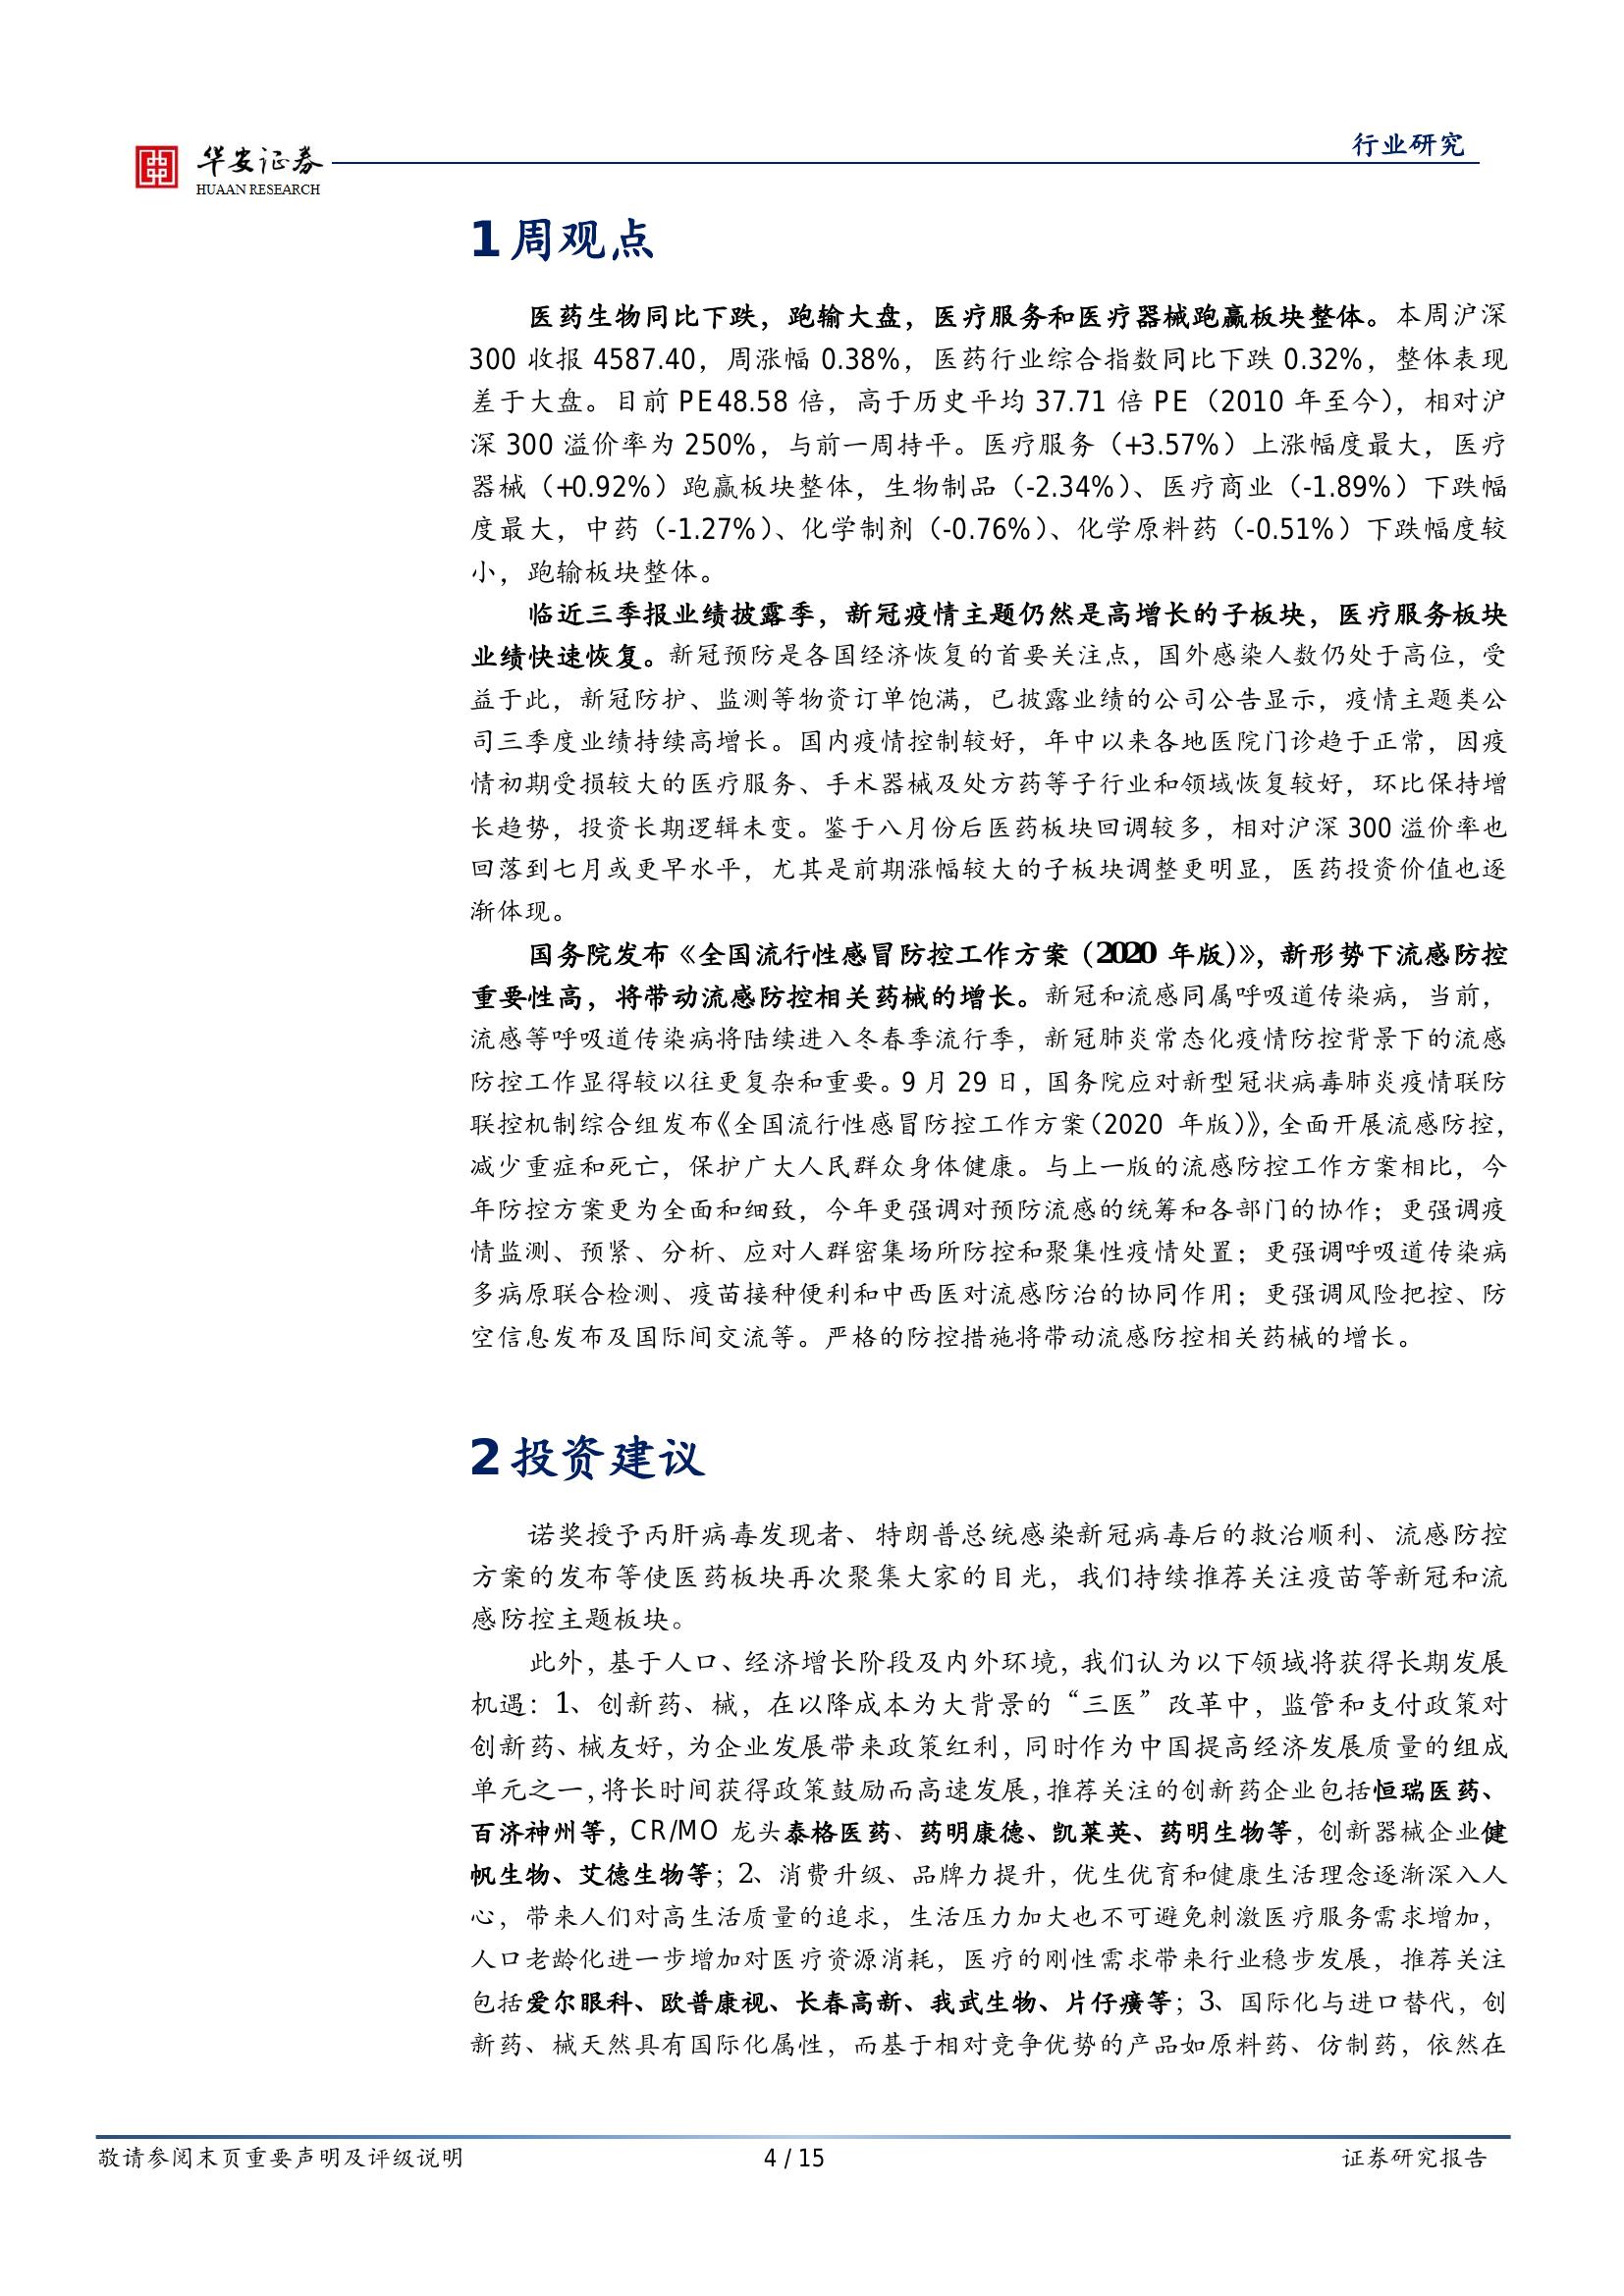 华安证券
HUAAN RESEARCH
行业研究
1 周观点
医药生物同比下跌，跑输大盘，医疗服务和医疗器械跑赢板块整体。本周沪深
300 收报 4587.40，周涨幅 0.38%，医药行业综合指数同比下跌 0.32%，整体表现
差于大盘。目前 PE48.58 倍，高于历史平均 37.71 倍 PE（2010 年至今），相对沪
深 300 溢价率为 250%，与前一周持平。医疗服务（+3.57%）上涨幅度最大，医疗
器械（+0.92%）跑赢板块整体，生物制品（-2.34%）、医疗商业（-1.89%）下跌幅
度最大，中药（-1.27%）、化学制剂（-0.76%）、化学原料药（-0.51%）下跌幅度较
小，跑输板块整体。
临近三季报业绩披露季，新冠疫情主题仍然是高增长的子板块，医疗服务板块
业绩快速恢复。新冠预防是各国经济恢复的首要关注点，国外感染人数仍处于高位，受
益于此，新冠防护、监测等物资订单饱满，已披露业绩的公司公告显示，疫情主题类公
司三季度业绩持续高增长。国内疫情控制较好，年中以来各地医院门诊趋于正常，因疫
情初期受损较大的医疗服务、手术器械及处方药等子行业和领域恢复较好，环比保持增
长趋势，投资长期逻辑未变。鉴于八月份后医药板块回调较多，相对沪深 300 溢价率也
回落到七月或更早水平，尤其是前期涨幅较大的子板块调整更明显，医药投资价值也逐
渐体现。
国务院发布《全国流行性感冒防控工作方案（2020 年版）》，新形势下流感防控
重要性高，将带动流感防控相关药械的增长。新冠和流感同属呼吸道传染病，当前，
流感等呼吸道传染病将陆续进入冬春季流行季，新冠肺炎常态化疫情防控背景下的流感
防控工作显得较以往更复杂和重要。9 月 29 日，国务院应对新型冠状病毒肺炎疫情联防
联控机制综合组发布《全国流行性感冒防控工作方案（2020 年版）》，全面开展流感防控，
减少重症和死亡，保护广大人民群众身体健康。与上一版的流感防控工作方案相比，今
年防控方案更为全面和细致，今年更强调对预防流感的统筹和各部门的协作；更强调疫
情监测、预紧、分析、应对人群密集场所防控和聚集性疫情处置；更强调呼吸道传染病
多病原联合检测、疫苗接种便利和中西医对流感防治的协同作用；更强调风险把控、防
空信息发布及国际间交流等。严格的防控措施将带动流感防控相关药械的增长。
2 投资建议
诺奖授予丙肝病毒发现者、特朗普总统感染新冠病毒后的救治顺利、流感防控
方案的发布等使医药板块再次聚集大家的目光，我们持续推荐关注疫苗等新冠和流
感防控主题板块。
此外，基于人口、经济增长阶段及内外环境，我们认为以下领域将获得长期发展
机遇：1、创新药、械，在以降成本为大背景的“三医”改革中，监管和支付政策对
创新药、械友好，为企业发展带来政策红利，同时作为中国提高经济发展质量的组成
单元之一，将长时间获得政策鼓励而高速发展，推荐关注的创新药企业包括恒瑞医药、
百济神州等，CR/MO 龙头泰格医药、药明康德、凯莱英、药明生物等，创新器械企业健
帆生物、艾德生物等；2、消费升级、品牌力提升，优生优育和健康生活理念逐渐深入人
心，带来人们对高生活质量的追求，生活压力加大也不可避免刺激医疗服务需求增加，
人口老龄化进一步增加对医疗资源消耗，医疗的刚性需求带来行业稳步发展，推荐关注
包括爱尔眼科、欧普康视、长春高新、我武生物、片仔癀等；3、国际化与进口替代，创
新药、械天然具有国际化属性，而基于相对竞争优势的产品如原料药、仿制药，依然在
敬请参阅末页重要声明及评级说明
4 / 15
证券研究报告